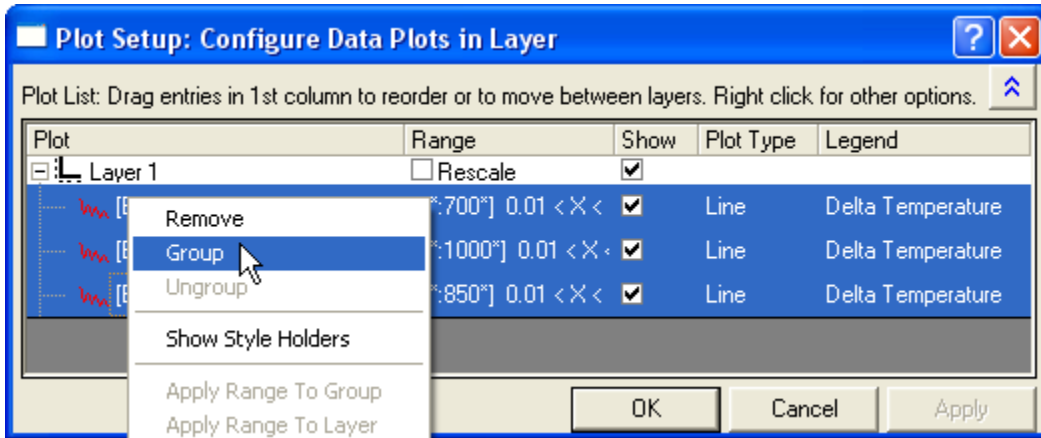 Plot Setup: Configure Data Plots in Layer
Plot List: Drag entries in 1st column to reorder or to move between layers. Right click for other options.
Plot Range Show Plot Type Legend
Layer 1 Rescale
[E *:700*] 0.01 < X < Line Delta Temperature
[E *:1000*] 0.01 < X < Line Delta Temperature
[E *:850*] 0.01 < X < Line Delta Temperature
Remove
Group
Ungroup
Show Style Holders
Apply Range To Group
Apply Range To Layer
OK Cancel Apply